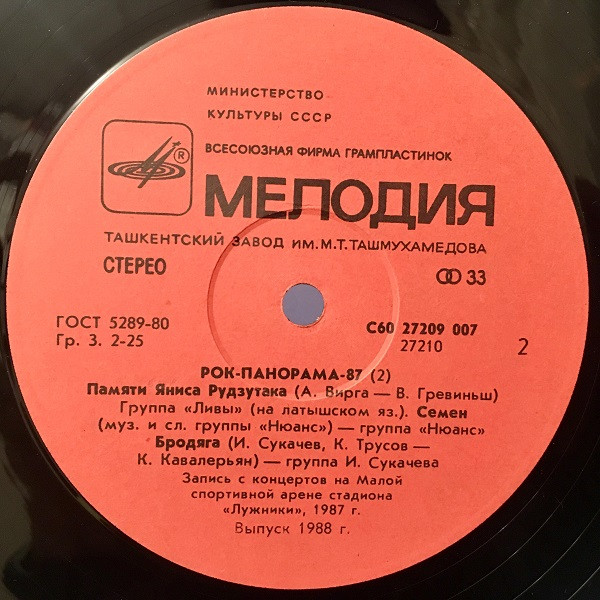 МИНИСТЕРСТВО
КУЛЬТУРЫ СССР
ВСЕСОЮЗНАЯ ФИРМА ГРАМПЛАСТИНОК
®
МЕЛОДИЯ
ТАШКЕНТСКИЙ ЗАВОД ИМ.М.Т.ТАШМУХАМЕДОВА
СТЕРЕО 33
ГОСТ 5289-80 С60 27209 007
Гр. 3. 2-25 27210 2
РОК-ПАНОРАМА-87 (2)
Памяти Яниса Рудзутака (А. Вирга — В. Гревиньш)
Группа «Ливы» (на латышском яз.). Семен
(муз. и сл. группы «Нюанс») — группа «Нюанс»
Бродяга (И. Сукачев, К. Трусов —
К. Кавалерьян) — группа И. Сукачева
Запись с концертов на Малой
спортивной арене стадиона
«Лужники», 1987 г.
Выпуск 1988 г.